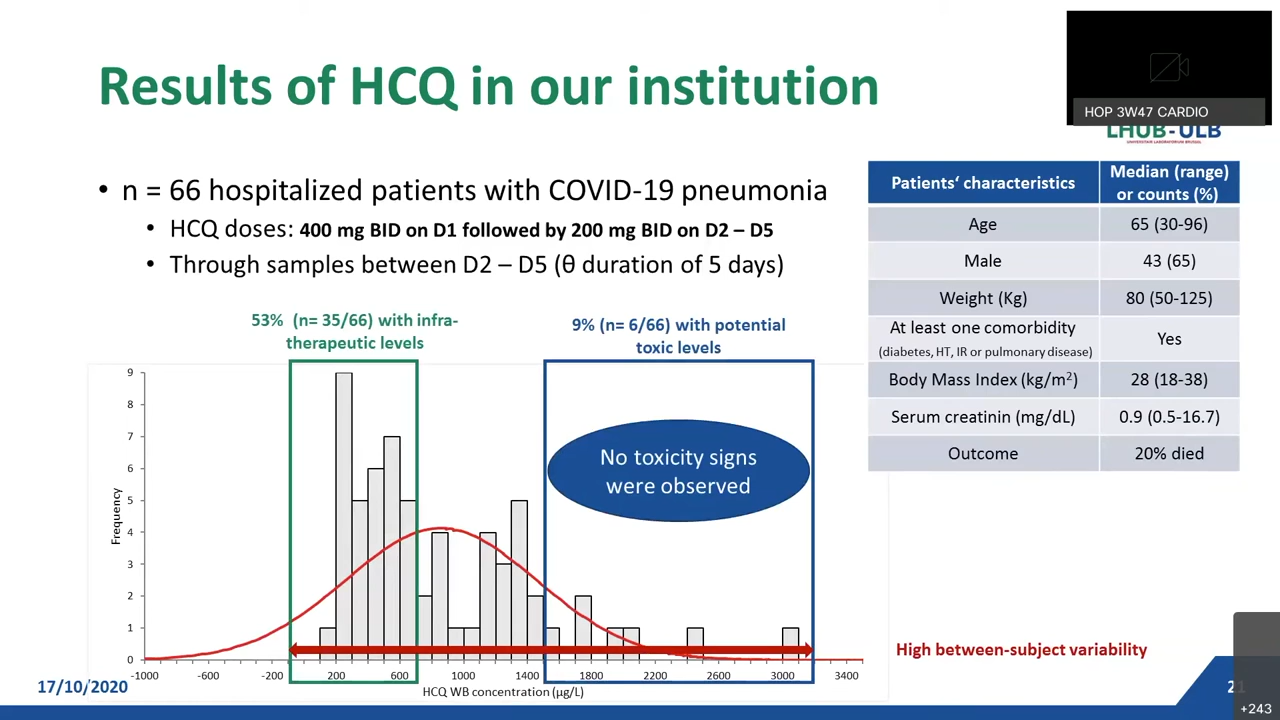 Results of HCQ in our institution
HOP 3W47 CARDIO
LHUB-ULB
• n = 66 hospitalized patients with COVID-19 pneumonia
• HCQ doses: 400 mg BID on D1 followed by 200 mg BID on D2 – D5
• Through samples between D2 – D5 (θ duration of 5 days)
Patients‘ characteristics
Median (range)
or counts (%)
Age
65 (30-96)
Male
43 (65)
Weight (Kg)
80 (50-125)
At least one comorbidity
(diabetes, HT, IR or pulmonary disease)
Yes
Body Mass Index (kg/m²)
28 (18-38)
Serum creatinin (mg/dL)
0.9 (0.5-16.7)
Outcome
20% died
53% (n= 35/66) with infra-
therapeutic levels
9% (n= 6/66) with potential
toxic levels
No toxicity signs
were observed
Frequency
9
8
7
6
5
4
3
2
1
0
-1000 -600 -200 200 600 1000 1400 1800 2200 2600 3000 3400
HCQ WB concentration (µg/L)
High between-subject variability
17/10/2020
+243